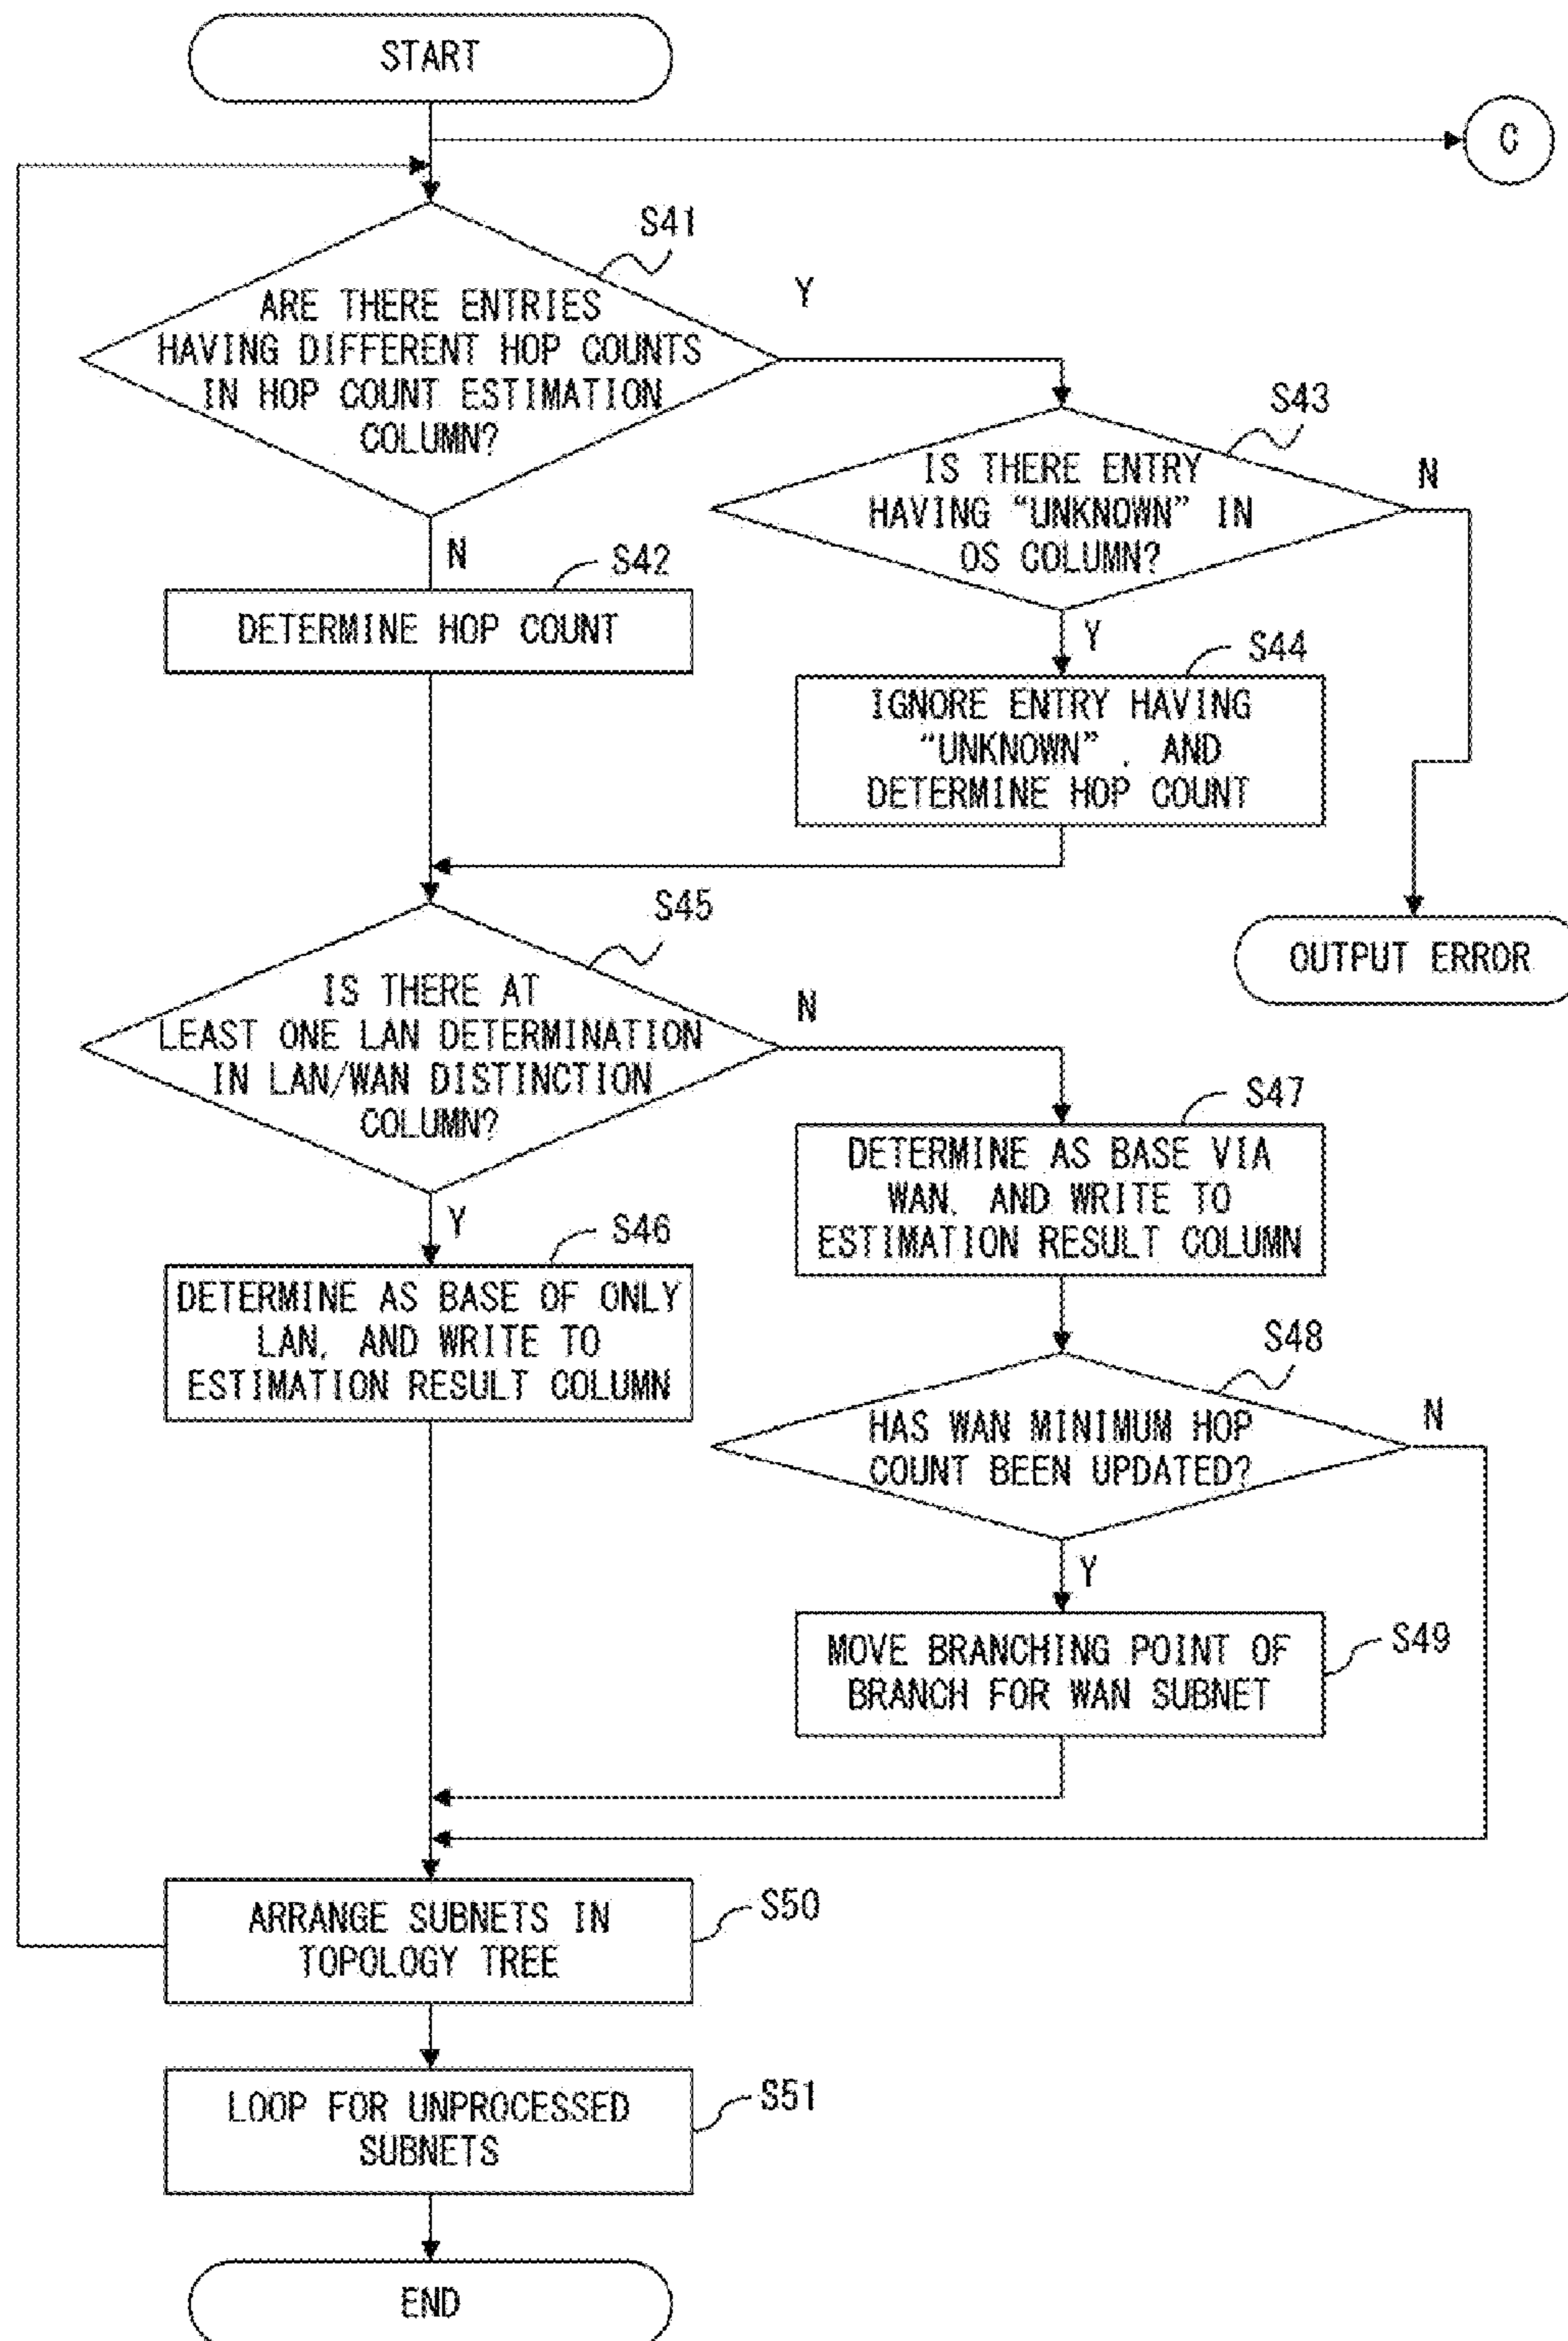 START
C
S41
ARE THERE ENTRIES
HAVING DIFFERENT HOP COUNTS
IN HOP COUNT ESTIMATION
COLUMN?
Y
N
S43
IS THERE ENTRY
HAVING “UNKNOWN” IN
OS COLUMN?
N
Y
S42
DETERMINE HOP COUNT
S44
IGNORE ENTRY HAVING
“UNKNOWN”, AND
DETERMINE HOP COUNT
OUTPUT ERROR
S45
IS THERE AT
LEAST ONE LAN DETERMINATION
IN LAN/WAN DISTINCTION
COLUMN?
N
Y
S47
DETERMINE AS BASE VIA
WAN, AND WRITE TO
ESTIMATION RESULT COLUMN
S46
DETERMINE AS BASE OF ONLY
LAN, AND WRITE TO
ESTIMATION RESULT COLUMN
S48
HAS WAN MINIMUM HOP
COUNT BEEN UPDATED?
N
Y
MOVE BRANCHING POINT OF
BRANCH FOR WAN SUBNET
S49
ARRANGE SUBNETS IN
TOPOLOGY TREE
S50
LOOP FOR UNPROCESSED
SUBNETS
S51
END